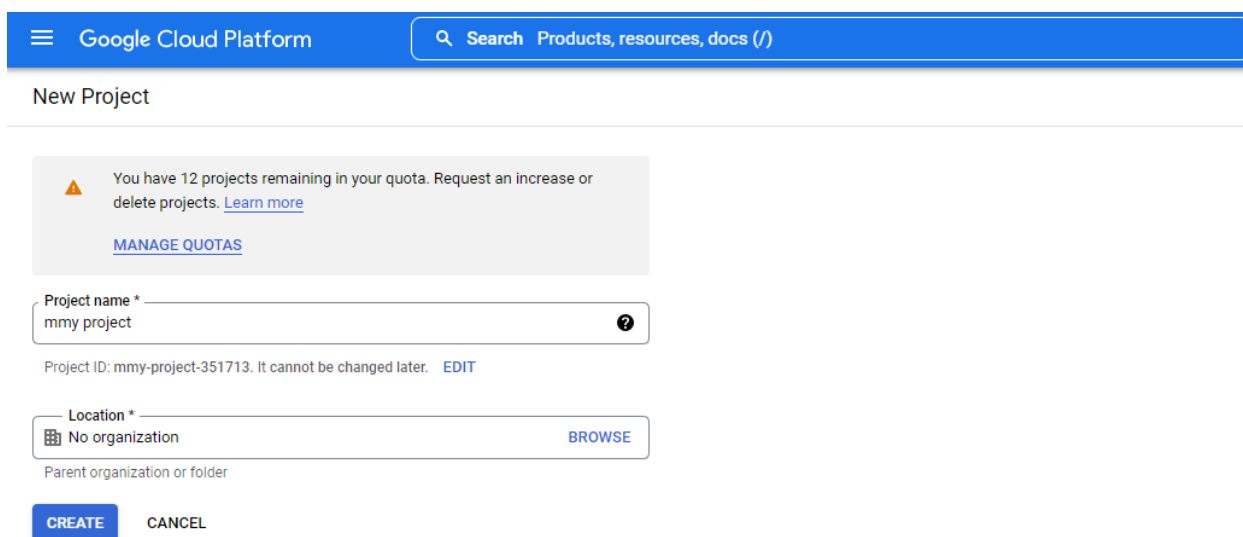 Google Cloud Platform
Search Products, resources, docs (/)
New Project
You have 12 projects remaining in your quota. Request an increase or
delete projects. Learn more
MANAGE QUOTAS
Project name *
mmy project
Project ID: mmy-project-351713. It cannot be changed later. EDIT
Location *
No organization BROWSE
Parent organization or folder
CREATE CANCEL